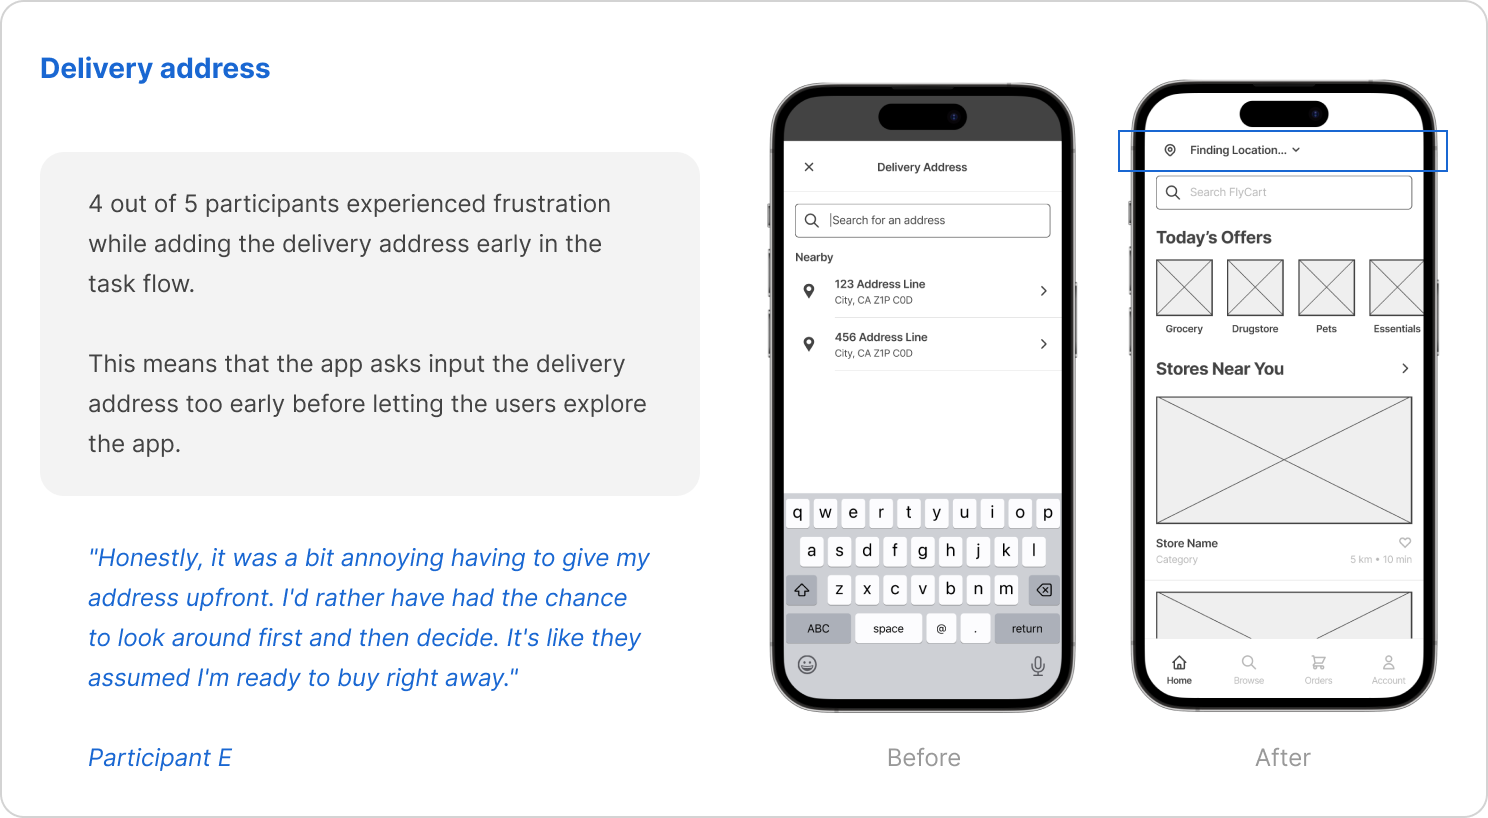 Delivery address
4 out of 5 participants experienced frustration
while adding the delivery address early in the
task flow.
This means that the app asks input the delivery
address too early before letting the users explore
the app.
"Honestly, it was a bit annoying having to give my
address upfront. I'd rather have had the chance
to look around first and then decide. It's like they
assumed I'm ready to buy right away."
Participant E
Delivery Address
Search for an address
Nearby
123 Address Line
City, CA Z1P C0D
456 Address Line
City, CA Z1P C0D
q w e r t y u i o p
a s d f g h j k l
z x c v b n m
ABC space @ . return
Before
Finding Location...
Search FlyCart
Today's Offers
Grocery Drugstore Pets Essentials
Stores Near You
Store Name
Category 5 km • 10 min
Home Browse Orders Account
After